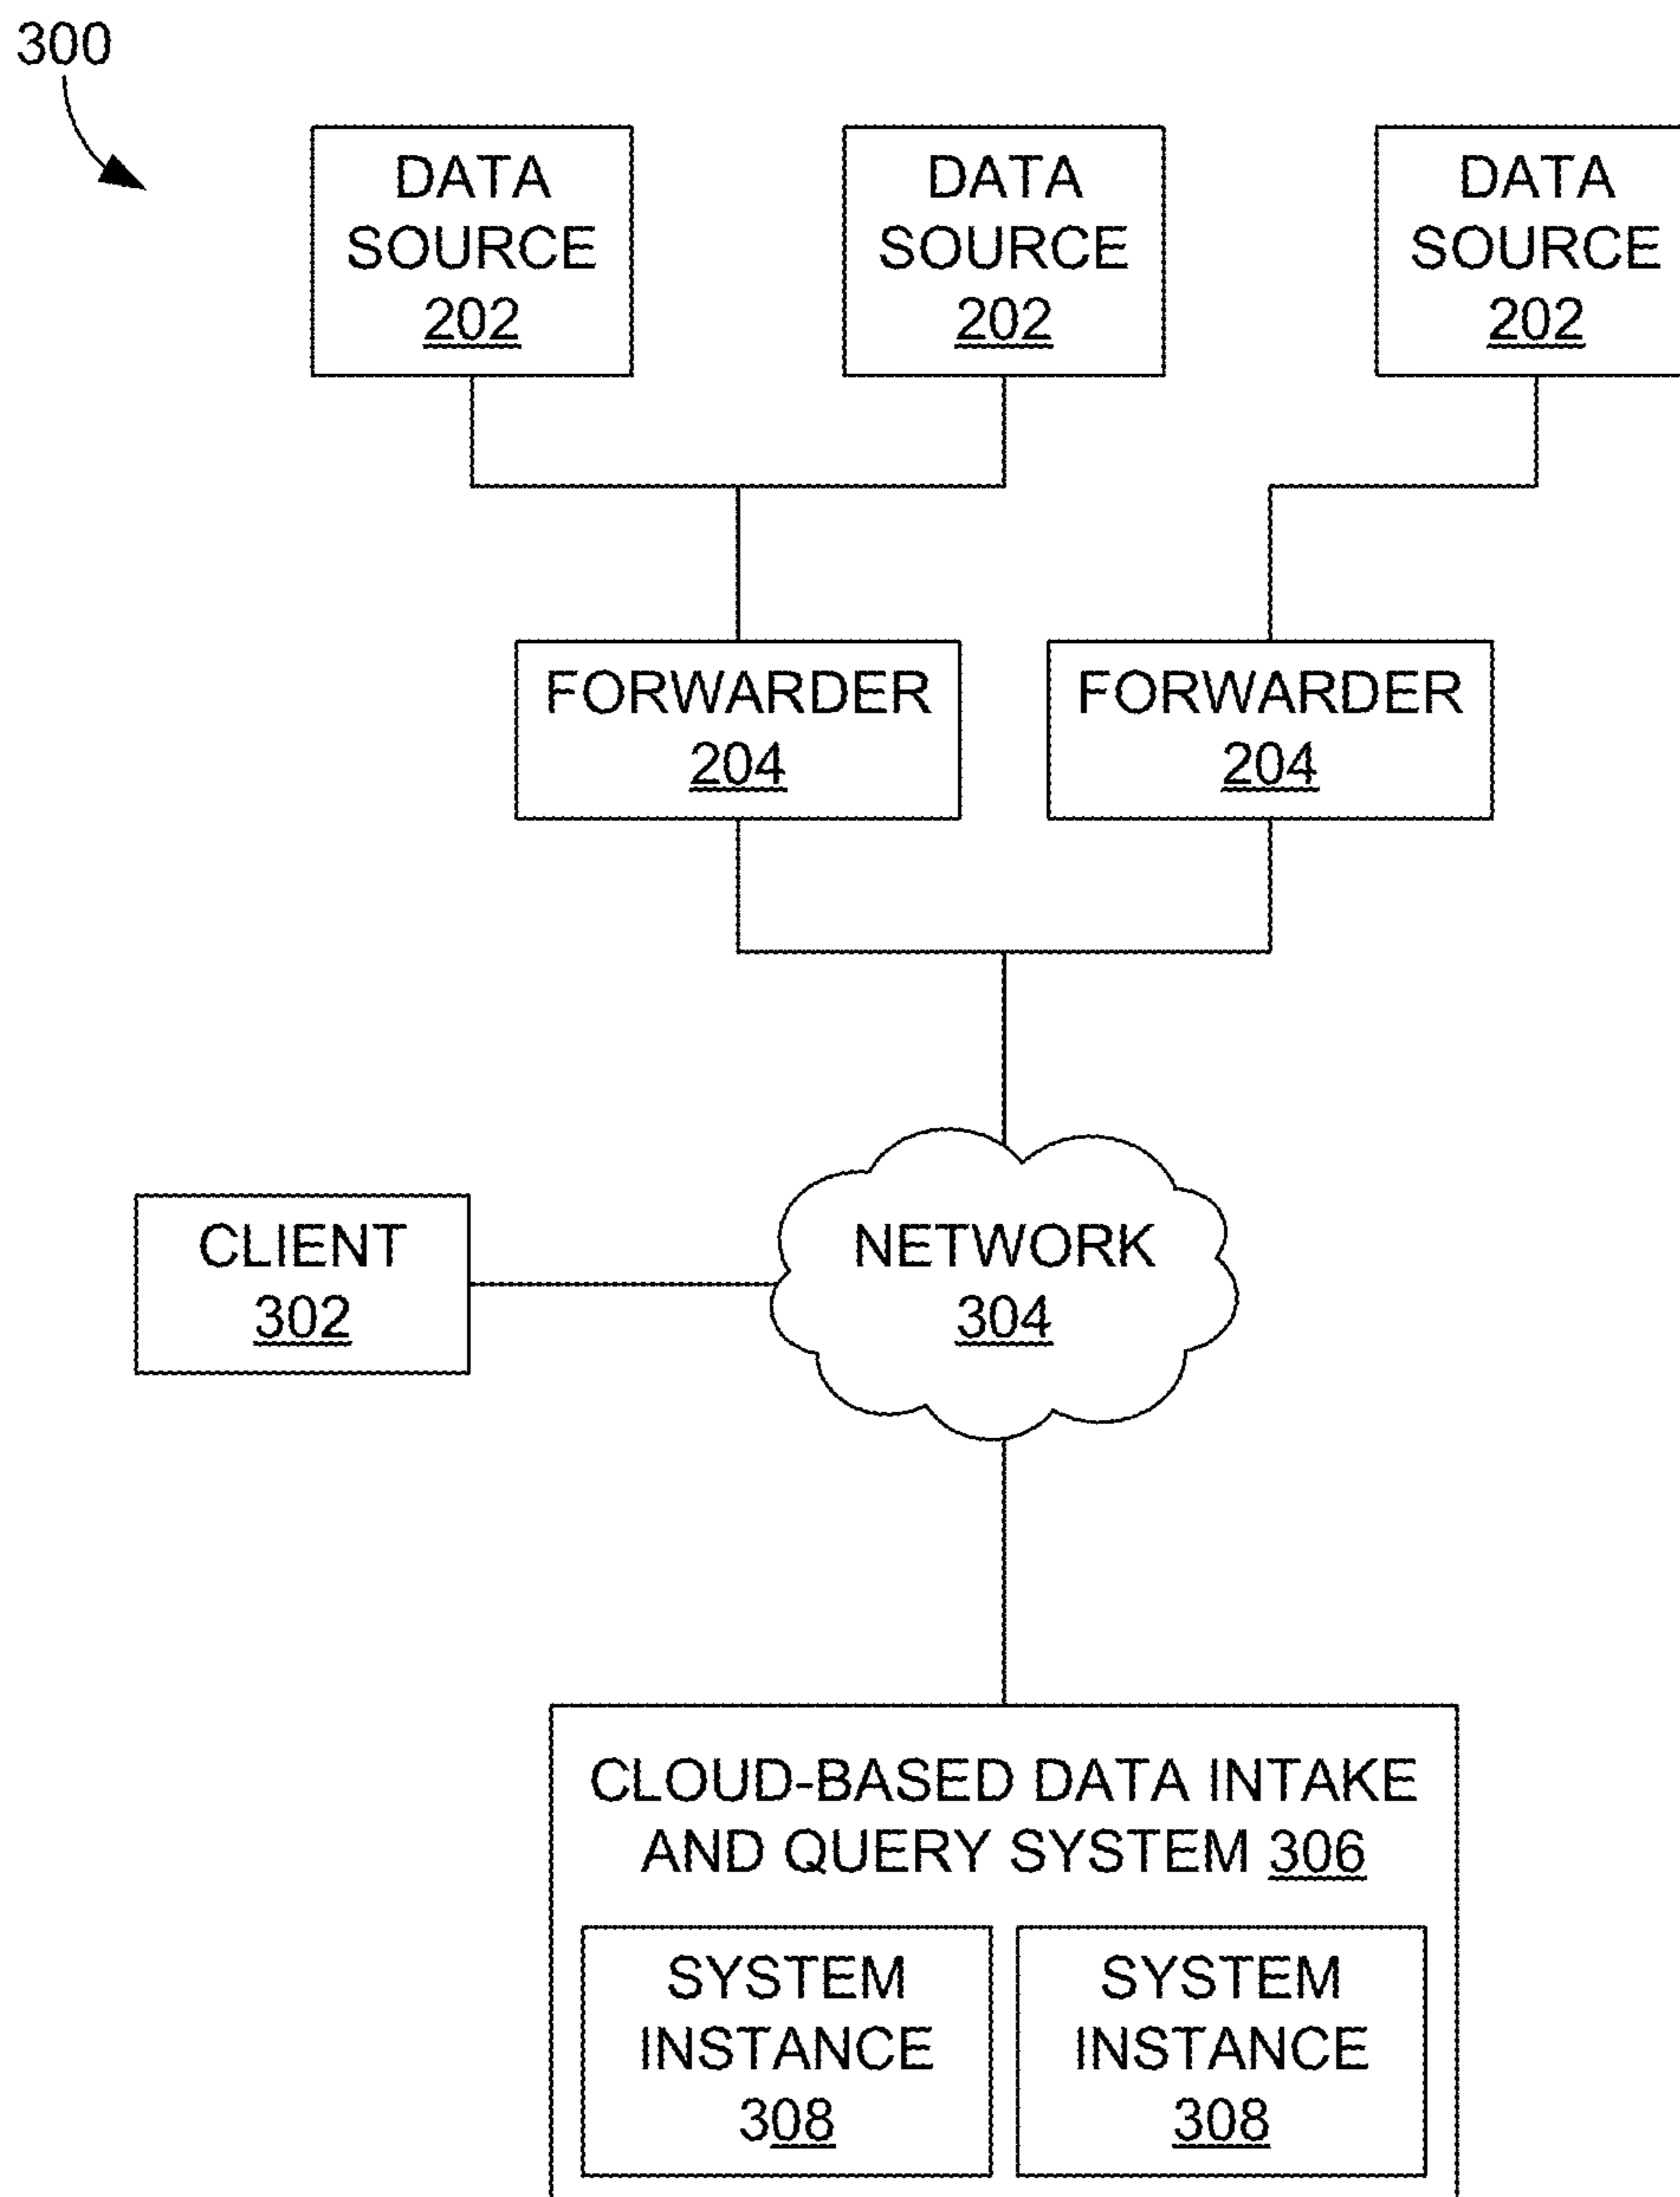 300
DATA
SOURCE
202
DATA
SOURCE
202
DATA
SOURCE
202
FORWARDER
204
FORWARDER
204
CLIENT
302
NETWORK
304
CLOUD-BASED DATA INTAKE
AND QUERY SYSTEM 306
SYSTEM
INSTANCE
308
SYSTEM
INSTANCE
308